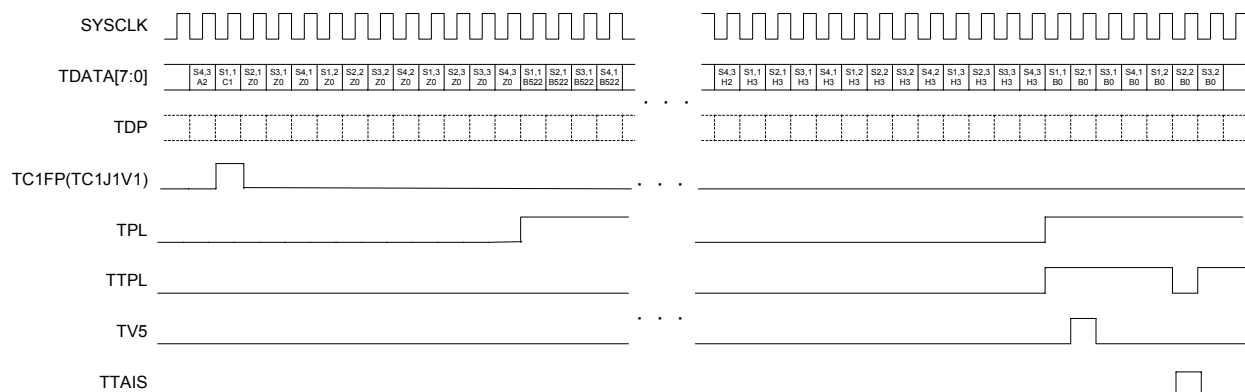 SYSCLK
TDATA[7:0]
S4,3 S1,1 S2,1 S3,1 S4,1 S1,2 S2,2 S3,2 S4,2 S1,3 S2,3 S3,3 S4,3 S1,1 S2,1 S3,1 S4,1
A2 C1 Z0 Z0 Z0 Z0 Z0 Z0 Z0 Z0 Z0 Z0 Z0 B522 B522 B522 B522
. . .
S4,3 S1,1 S2,1 S3,1 S4,1 S1,2 S2,2 S3,2 S4,2 S1,3 S2,3 S3,3 S4,3 S1,1 S2,1 S3,1 S4,1 S1,2 S2,2 S3,2
H2 H3 H3 H3 H3 H3 H3 H3 H3 H3 H3 H3 H3 B0 B0 B0 B0 B0 B0 B0
TDP
TC1FP(TC1J1V1)
. . .
TPL
TTPL
TV5
. . .
TTAIS